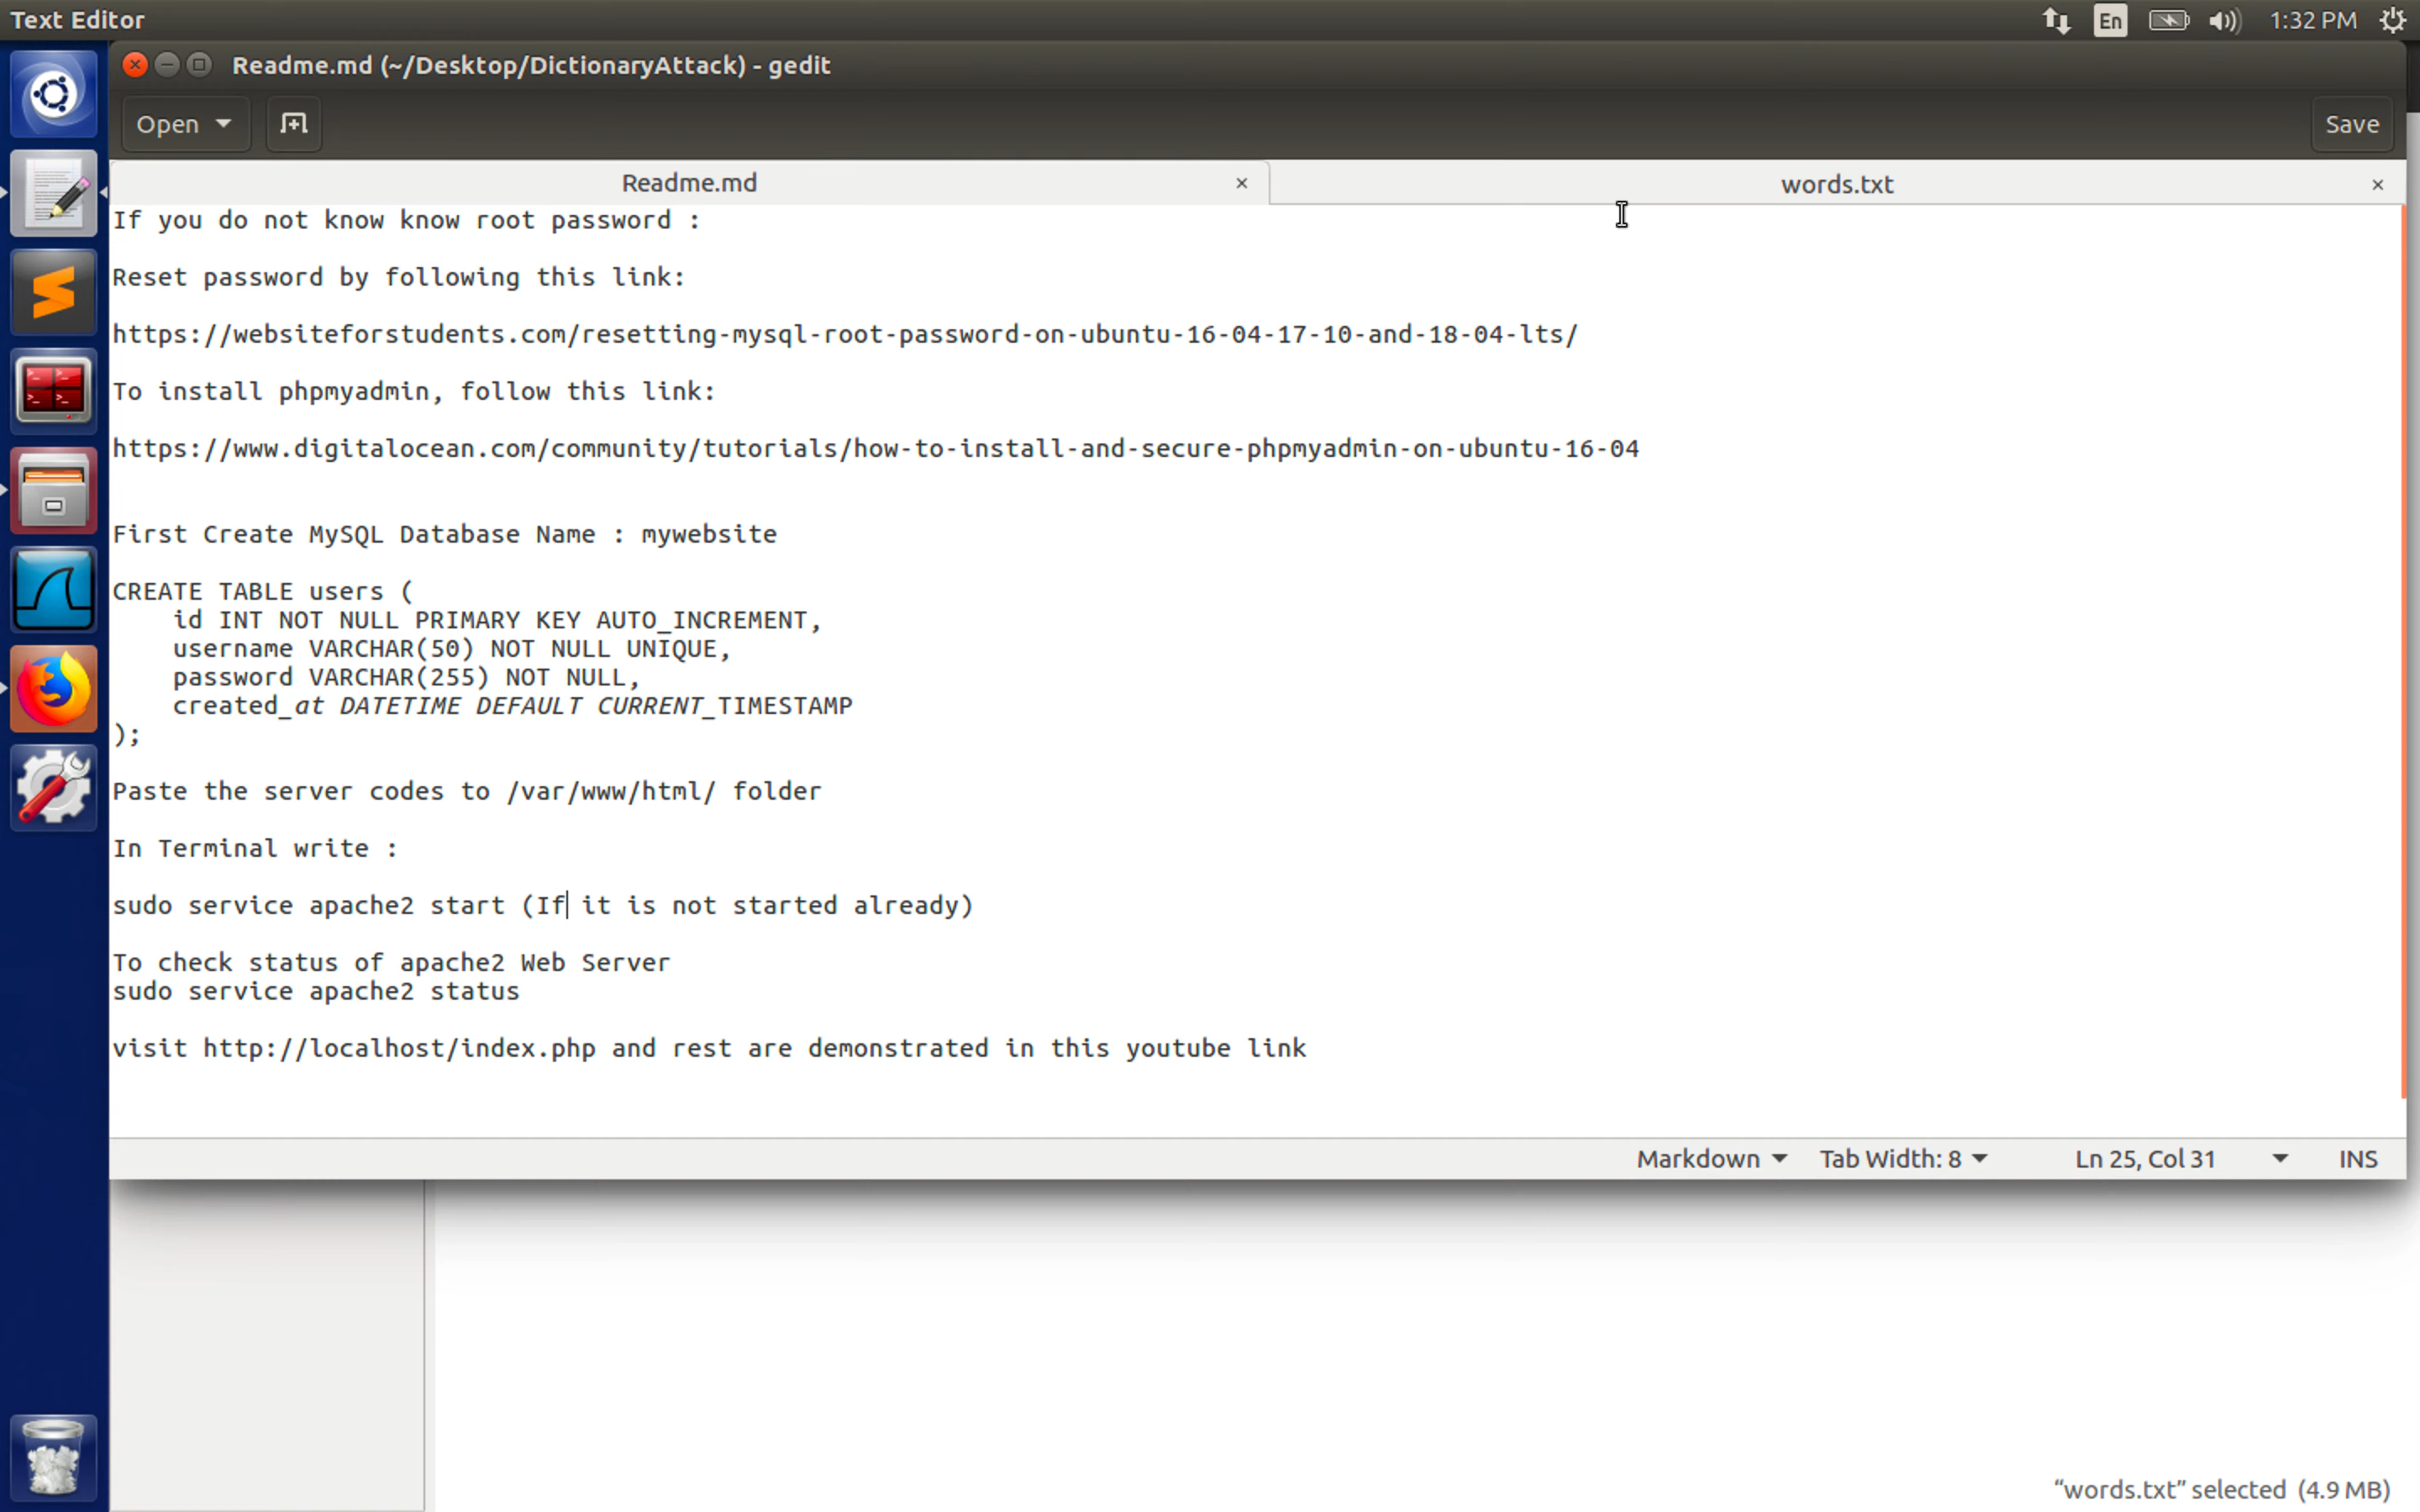 Text Editor
En
1:32 PM
Readme.md (~/Desktop/DictionaryAttack) - gedit
Open
Save
Readme.md
words.txt
If you do not know know root password :
Reset password by following this link:
https://websiteforstudents.com/resetting-mysql-root-password-on-ubuntu-16-04-17-10-and-18-04-lts/
To install phpmyadmin, follow this link:
https://www.digitalocean.com/community/tutorials/how-to-install-and-secure-phpmyadmin-on-ubuntu-16-04
First Create MySQL Database Name : mywebsite
CREATE TABLE users (
    id INT NOT NULL PRIMARY KEY AUTO_INCREMENT,
    username VARCHAR(50) NOT NULL UNIQUE,
    password VARCHAR(255) NOT NULL,
    created_at DATETIME DEFAULT CURRENT_TIMESTAMP
);
Paste the server codes to /var/www/html/ folder
In Terminal write :
sudo service apache2 start (If it is not started already)
To check status of apache2 Web Server
sudo service apache2 status
visit http://localhost/index.php and rest are demonstrated in this youtube link
Markdown
Tab Width: 8
Ln 25, Col 31
INS
“words.txt” selected (4.9 MB)